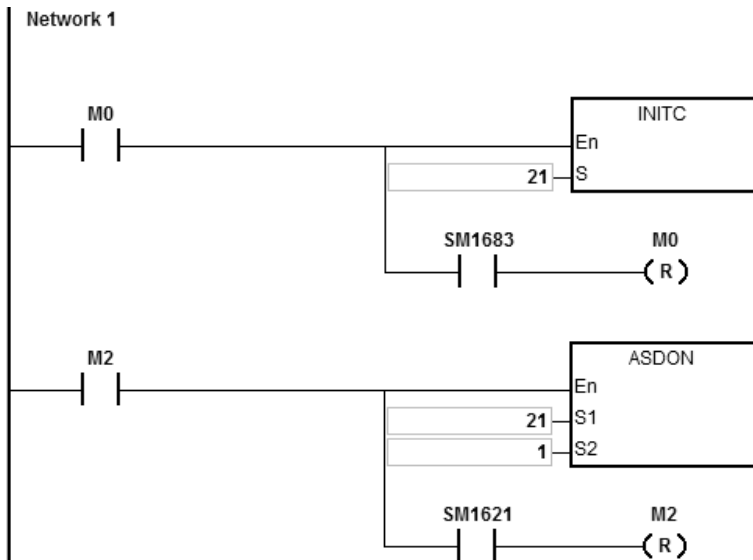 Network 1
M0
INITC
En
21 S
SM1683 M0
R
M2
ASDON
En
21 S1
1 S2
SM1621 M2
R